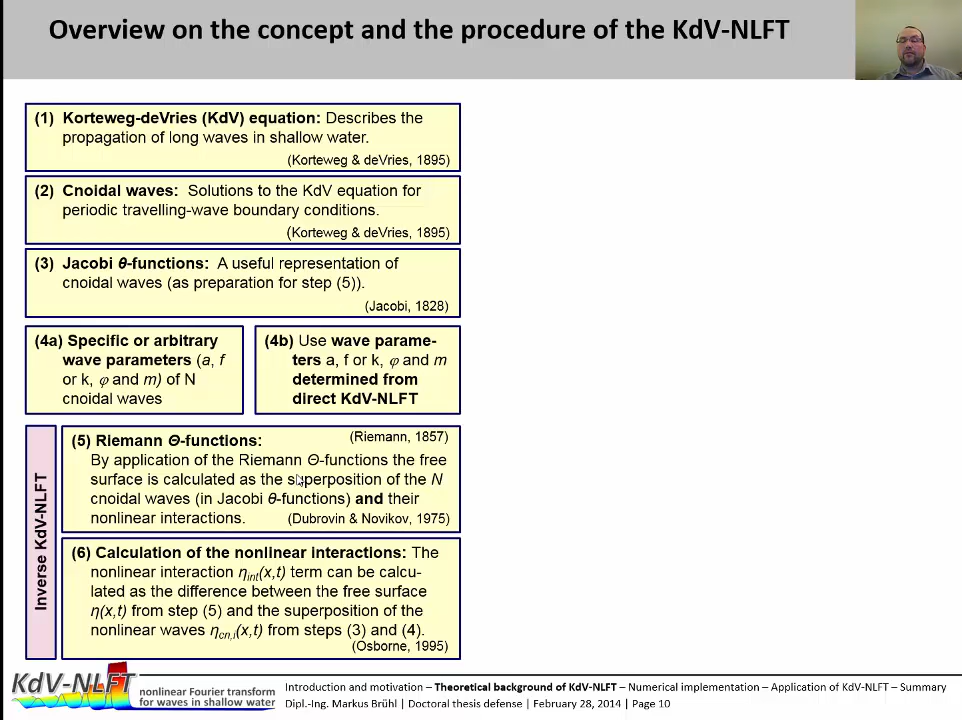 Overview on the concept and the procedure of the KdV-NLFT
(1) Korteweg-deVries (KdV) equation: Describes the
propagation of long waves in shallow water.
(Korteweg & deVries, 1895)
(2) Cnoidal waves: Solutions to the KdV equation for
periodic travelling-wave boundary conditions.
(Korteweg & deVries, 1895)
(3) Jacobi θ-functions: A useful representation of
cnoidal waves (as preparation for step (5)).
(Jacobi, 1828)
(4a) Specific or arbitrary
wave parameters (a, f
or k, φ and m) of N
cnoidal waves
(4b) Use wave parame-
ters a, f or k, φ and m
determined from
direct KdV-NLFT
Inverse KdV-NLFT
(5) Riemann Θ-functions: (Riemann, 1857)
By application of the Riemann Θ-functions the free
surface is calculated as the superposition of the N
cnoidal waves (in Jacobi θ-functions) and their
nonlinear interactions. (Dubrovin & Novikov, 1975)
(6) Calculation of the nonlinear interactions: The
nonlinear interaction ηint(x,t) term can be calcu-
lated as the difference between the free surface
η(x,t) from step (5) and the superposition of the
nonlinear waves ηcn,i(x,t) from steps (3) and (4).
(Osborne, 1995)
KdV-NLFT
nonlinear Fourier transform
for waves in shallow water
Introduction and motivation – Theoretical background of KdV-NLFT – Numerical implementation – Application of KdV-NLFT – Summary
Dipl.-Ing. Markus Brühl | Doctoral thesis defense | February 28, 2014 | Page 10